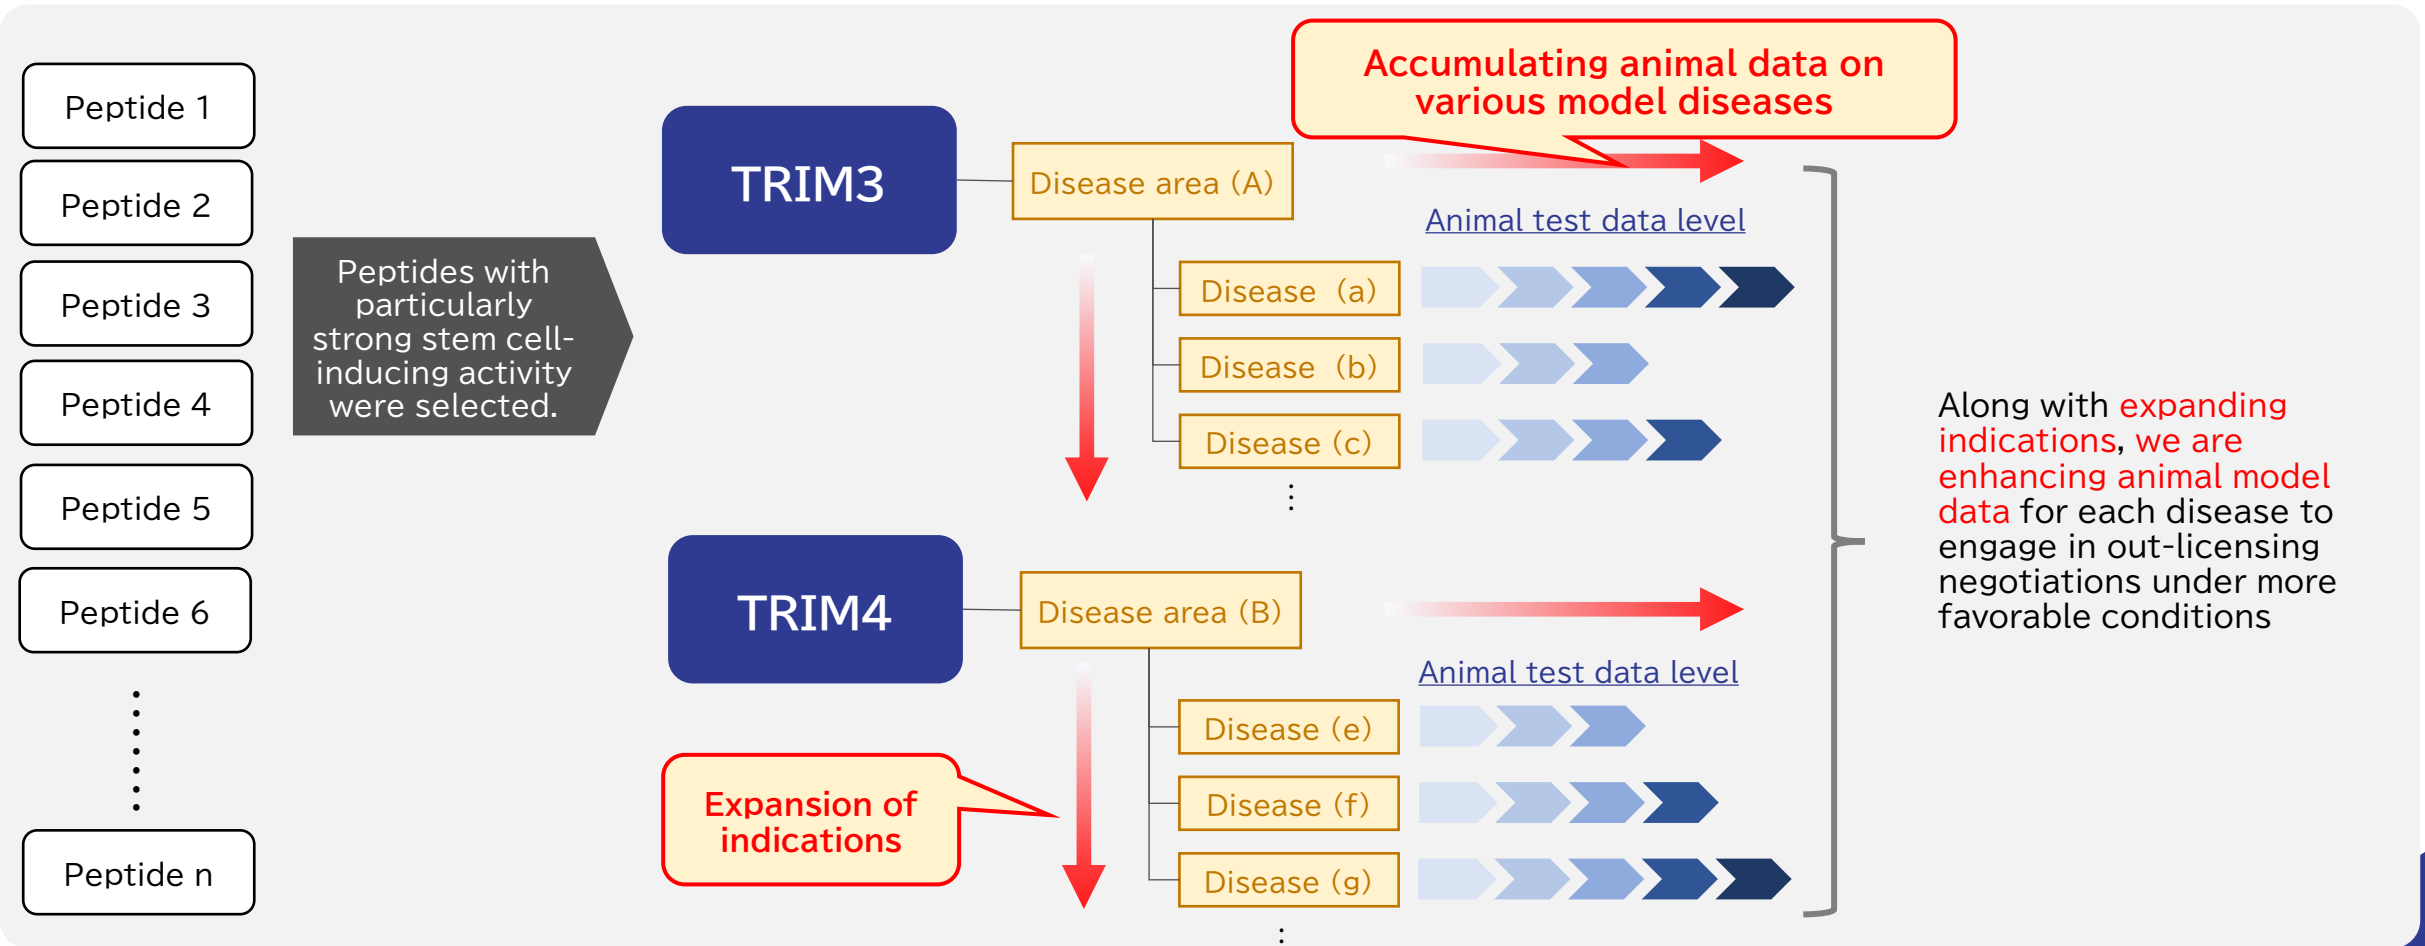 Peptide 1
Peptide 2
Peptide 3
Peptide 4
Peptide 5
Peptide 6
Peptide n
Peptides with
particularly
strong stem cell-
inducing activity
were selected.
TRIM3
Disease area (A)
Accumulating animal data on
various model diseases
Animal test data level
Disease (a)
Disease (b)
Disease (c)
TRIM4
Disease area (B)
Animal test data level
Disease (e)
Disease (f)
Disease (g)
Expansion of
indications
Along with expanding
indications, we are
enhancing animal model
data for each disease to
engage in out-licensing
negotiations under more
favorable conditions